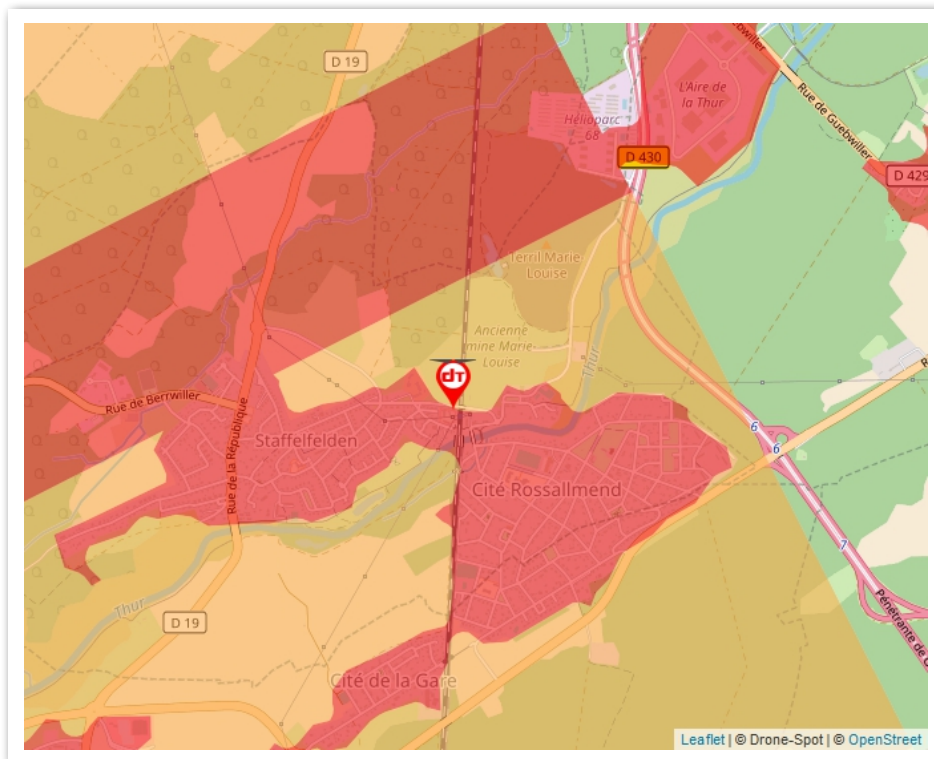 D 19
Rue de Guebwiller
L'Aire de
la Thur
Hélioparc
68
D 430
D 429
Terril Marie-
Louise
Ancienne
mine Marie-
Louise
Thur
dT
Rue de Berrwiller
Rue de la République
Staffelfelden
Cité Rossallmend
6
6
7
Thur
D 19
Pénétrante de
Cité de la Gare
Leaflet | © Drone-Spot | © OpenStreet